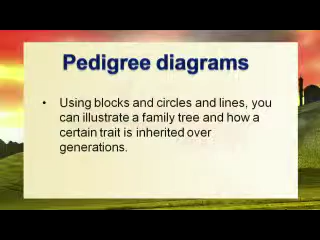 Pedigree diagrams
• Using blocks and circles and lines, you
can illustrate a family tree and how a
certain trait is inherited over
generations.